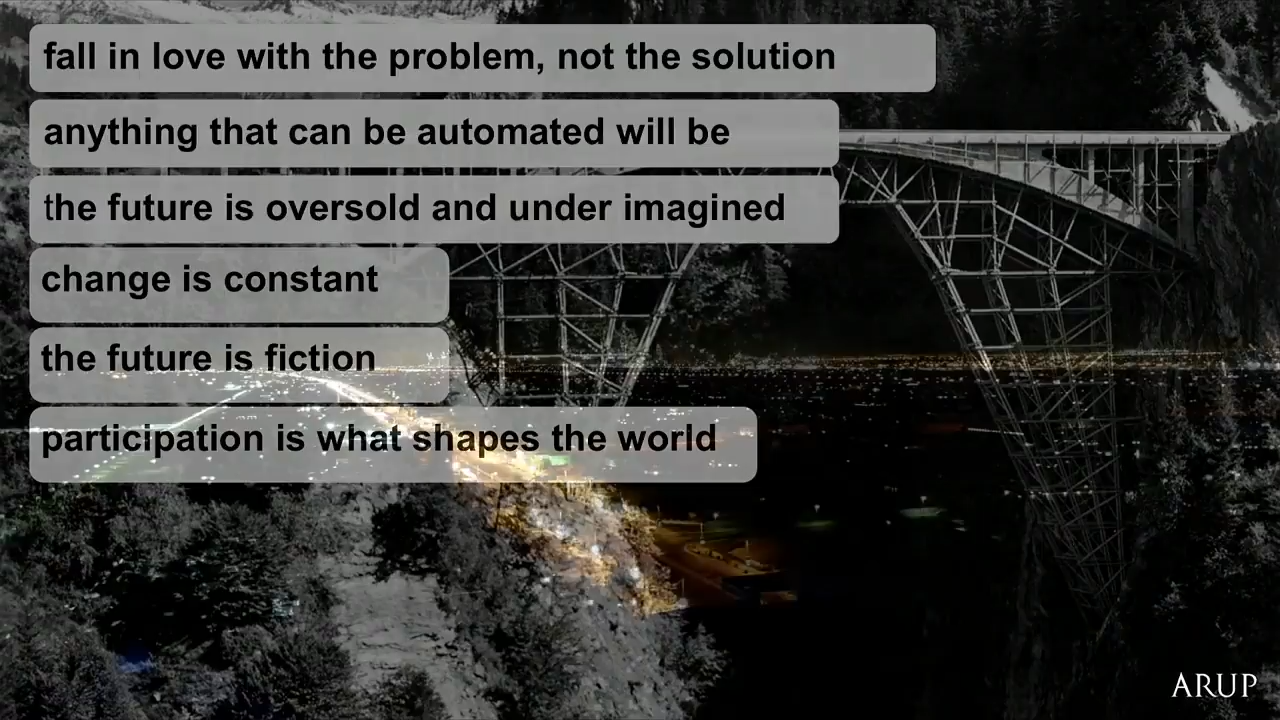 fall in love with the problem, not the solution
anything that can be automated will be
the future is oversold and under imagined
change is constant
the future is fiction
participation is what shapes the world
ARUP